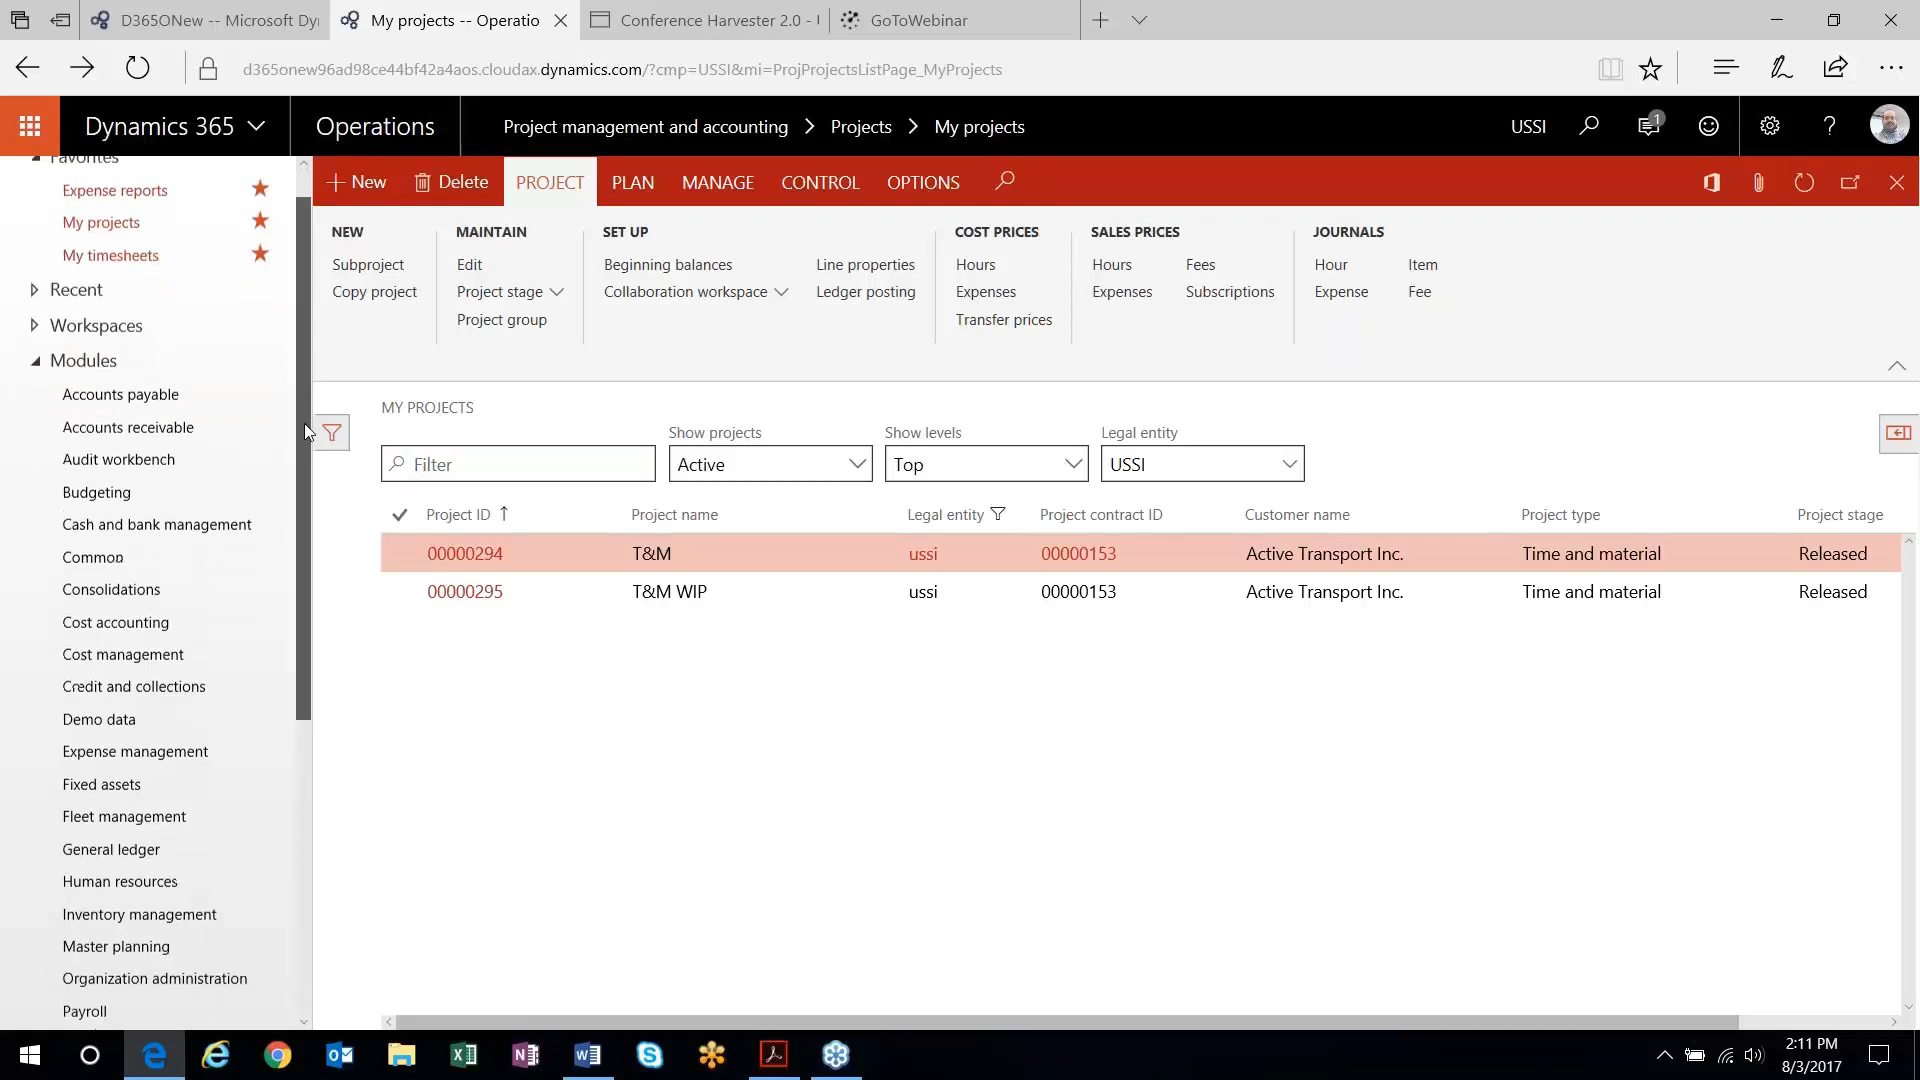 D365ONew -- Microsoft Dy
My projects -- Operatio
Conference Harvester 2.0 -
GoToWebinar
d365onew96ad98ce44bf42a4aos.cloudax.dynamics.com/?cmp=USSI&mi=ProjProjectsListPage_MyProjects
Dynamics 365
Operations
Project management and accounting > Projects > My projects
USSI
1
?
Favorites
Expense reports
My projects
My timesheets
Recent
Workspaces
Modules
Accounts payable
Accounts receivable
Audit workbench
Budgeting
Cash and bank management
Common
Consolidations
Cost accounting
Cost management
Credit and collections
Demo data
Expense management
Fixed assets
Fleet management
General ledger
Human resources
Inventory management
Master planning
Organization administration
Payroll
+ New Delete PROJECT PLAN MANAGE CONTROL OPTIONS
NEW
Subproject
Copy project
MAINTAIN
Edit
Project stage
Project group
SET UP
Beginning balances Line properties
Collaboration workspace Ledger posting
COST PRICES
Hours
Expenses
Transfer prices
SALES PRICES
Hours Fees
Expenses Subscriptions
JOURNALS
Hour Item
Expense Fee
MY PROJECTS
Show projects Show levels Legal entity
Filter Active Top USSI
Project ID Project name Legal entity Project contract ID Customer name Project type Project stage
00000294 T&M ussi 00000153 Active Transport Inc. Time and material Released
00000295 T&M WIP ussi 00000153 Active Transport Inc. Time and material Released
2:11 PM
8/3/2017